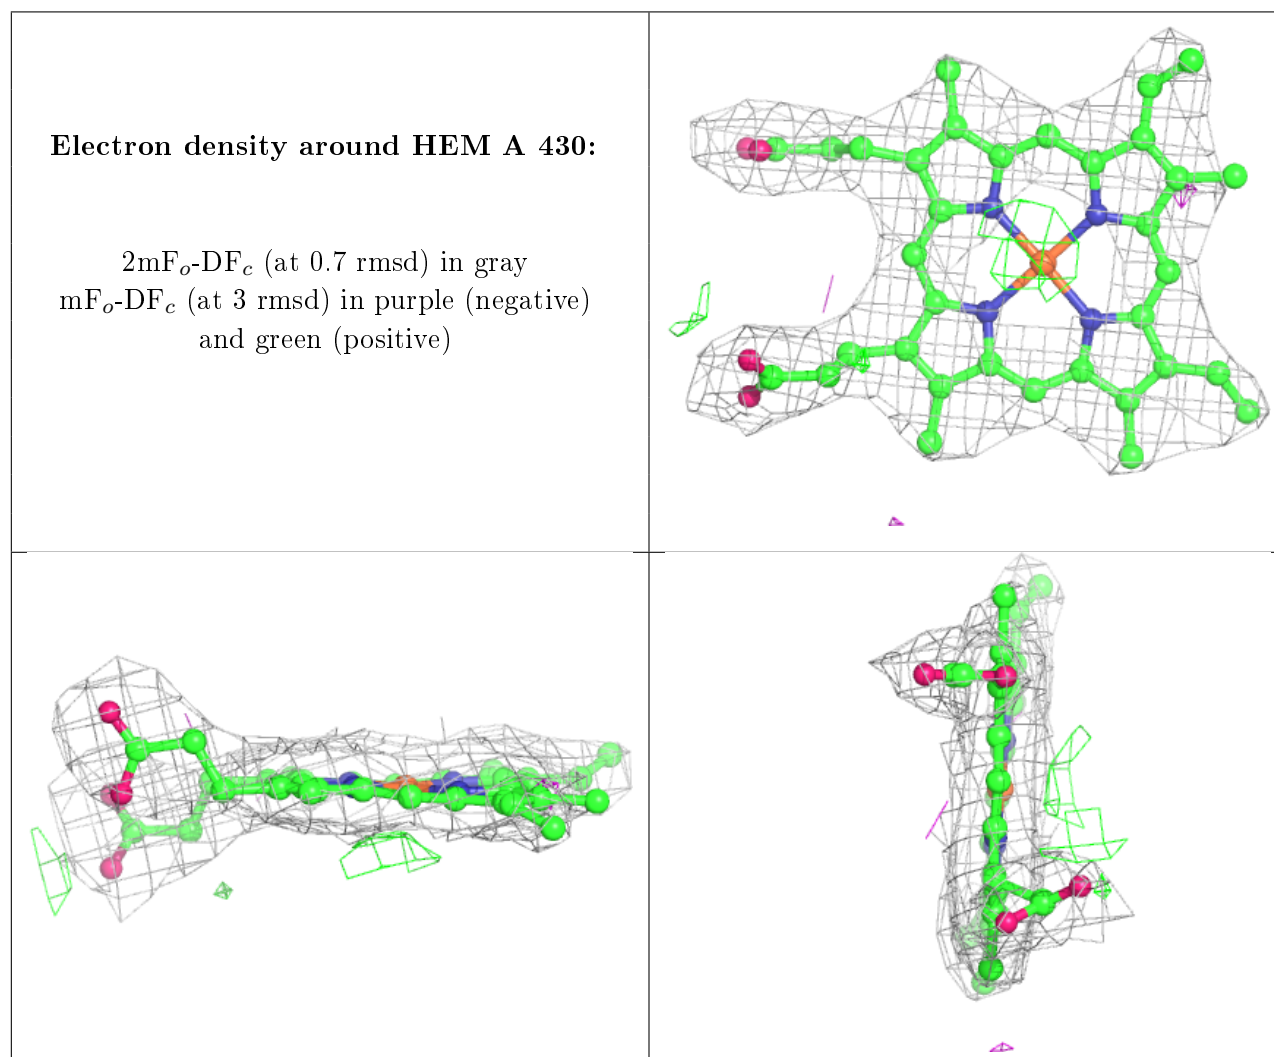 Electron density around HEM A 430:
2mFo-DFc (at 0.7 rmsd) in gray
mFo-DFc (at 3 rmsd) in purple (negative)
and green (positive)